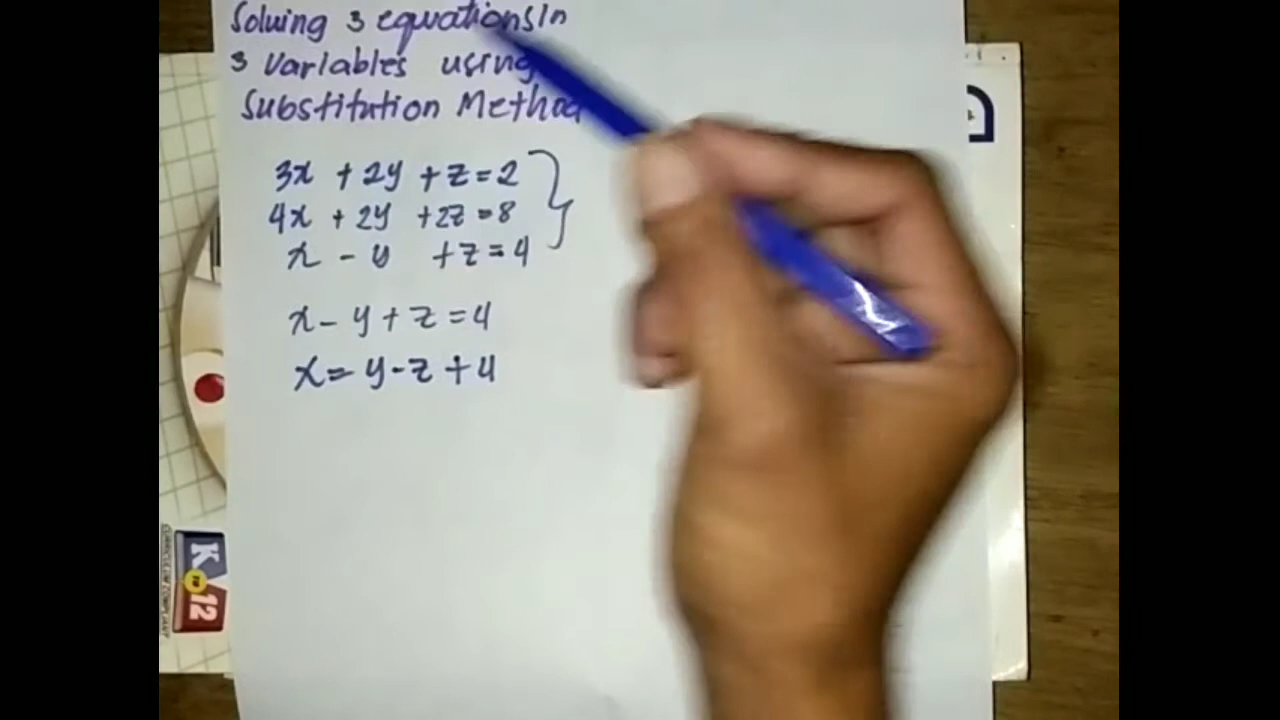 Solving 3 equations In
3 Variables using
Substitution Method
3x + 2y + z = 2
4x + 2y + 2z = 8
x - y + z = 4
x - y + z = 4
x = y - z + 4
K to 12